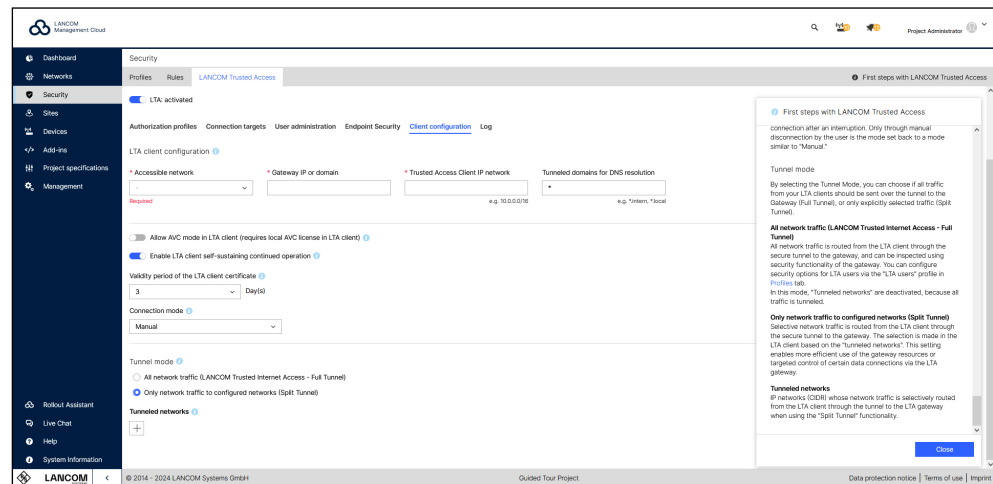 LANCOM
Management Cloud
Project Administrator
Dashboard
Networks
Security
Sites
Devices
Add-ins
Project specifications
Management
Rollout Assistant
Live Chat
Help
System Information
LANCOM
Security
Profiles Rules LANCOM Trusted Access
First steps with LANCOM Trusted Access
LTA: activated
Authorization profiles Connection targets User administration Endpoint Security Client configuration Log
LTA client configuration
* Accessible network * Gateway IP or domain * Trusted Access Client IP network Tunneled domains for DNS resolution
- *
Required e.g. 10.0.0.0/16 e.g. *.intern, *.local
Allow AVC mode in LTA client (requires local AVC license in LTA client)
Enable LTA client self-sustaining continued operation
Validity period of the LTA client certificate
3 Day(s)
Connection mode
Manual
Tunnel mode
All network traffic (LANCOM Trusted Internet Access - Full Tunnel)
Only network traffic to configured networks (Split Tunnel)
Tunneled networks
+
First steps with LANCOM Trusted Access
connection after an interruption. Only through manual
disconnection by the user is the mode set back to a mode
similar to "Manual."
Tunnel mode
By selecting the Tunnel Mode, you can choose if all traffic
from your LTA clients should be sent over the tunnel to the
Gateway (Full Tunnel), or only explicitly selected traffic (Split
Tunnel).
All network traffic (LANCOM Trusted Internet Access - Full
Tunnel)
All network traffic is routed from the LTA client through the
secure tunnel to the gateway, and can be inspected using
security functionality of the gateway. You can configure
security options for LTA users via the "LTA users" profile in
Profiles tab.
In this mode, "Tunneled networks" are deactivated, because all
traffic is tunneled.
Only network traffic to configured networks (Split Tunnel)
Selective network traffic is routed from the LTA client through
the secure tunnel to the gateway. The selection is made in the
LTA client based on the "tunneled networks". This setting
enables more efficient use of the gateway resources or
targeted control of certain data connections via the LTA
gateway.
Tunneled networks
IP networks (CIDR) whose network traffic is selectively routed
from the LTA client through the tunnel to the LTA gateway
when using the "Split Tunnel" functionality.
Close
© 2014 - 2024 LANCOM Systems GmbH Guided Tour Project Data protection notice | Terms of use | Imprint